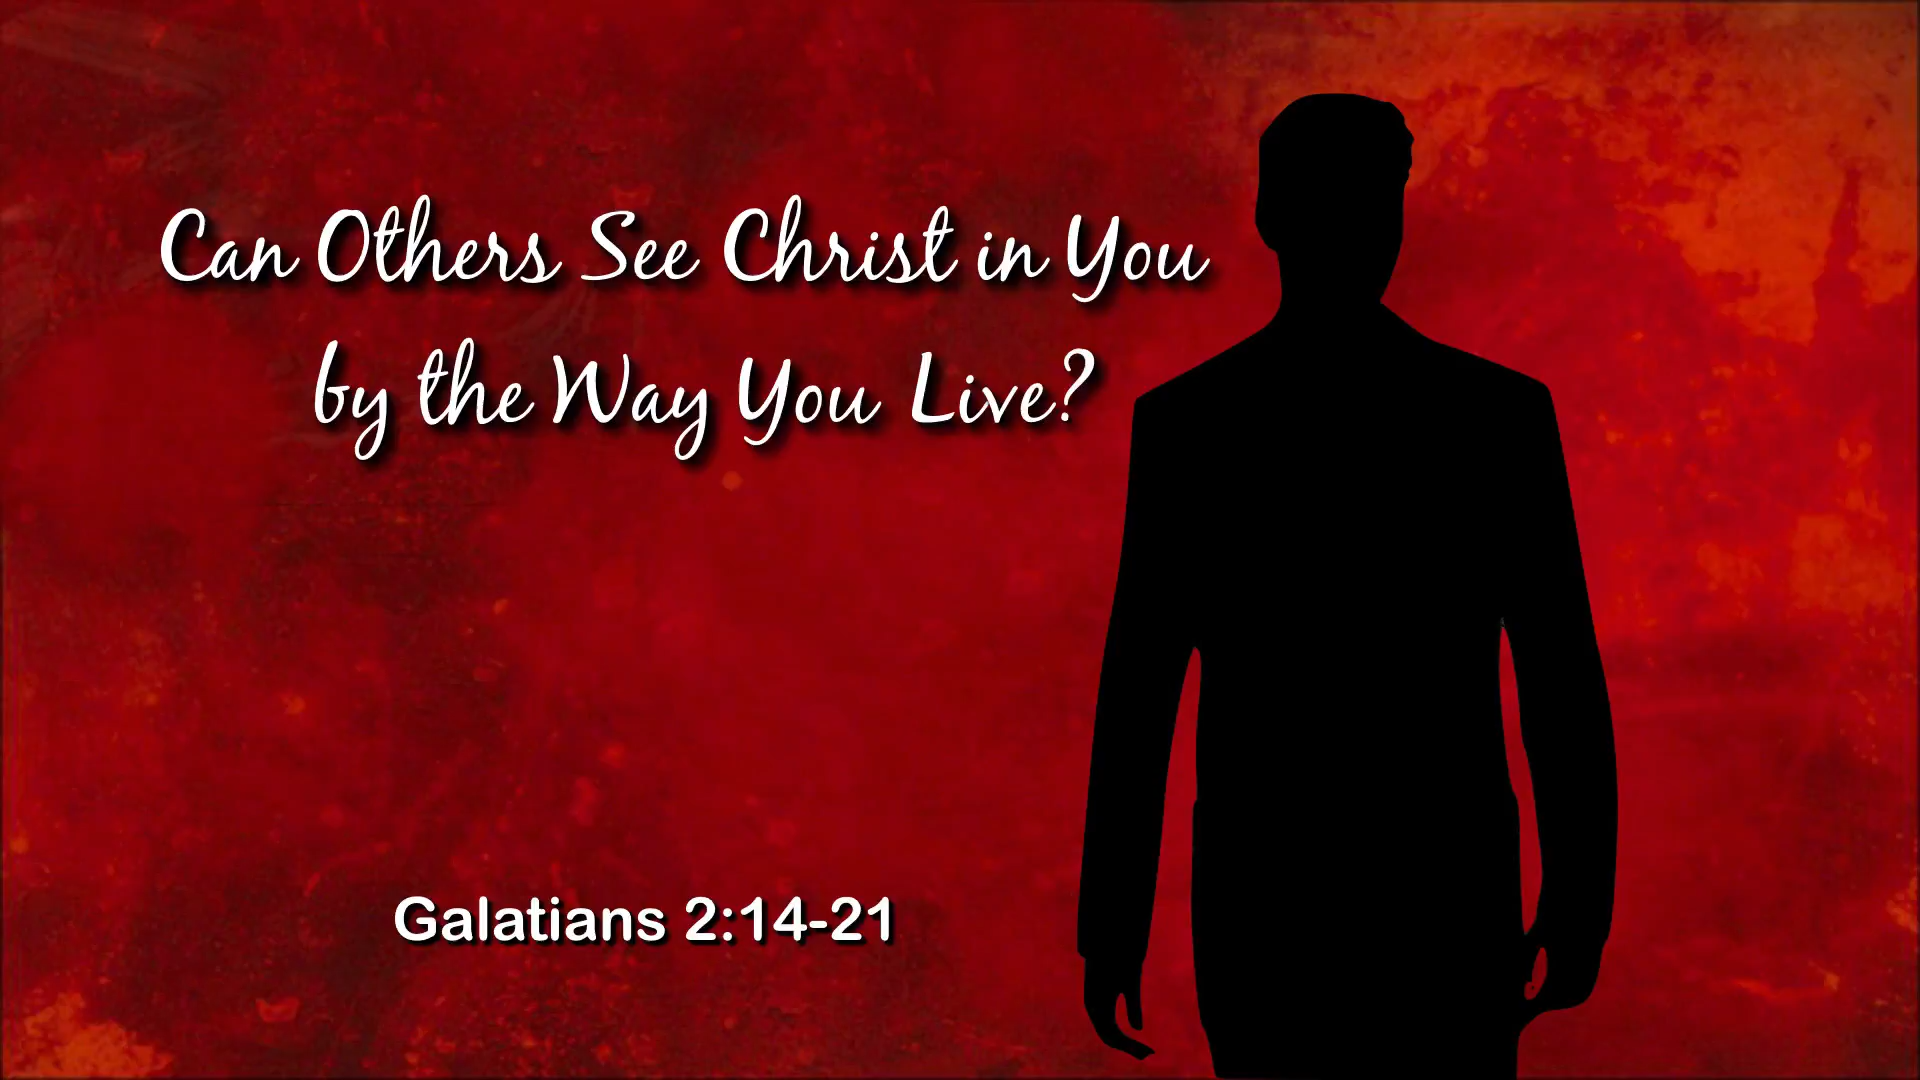 Can Others See Christ in You
by the Way You Live?
Galatians 2:14-21